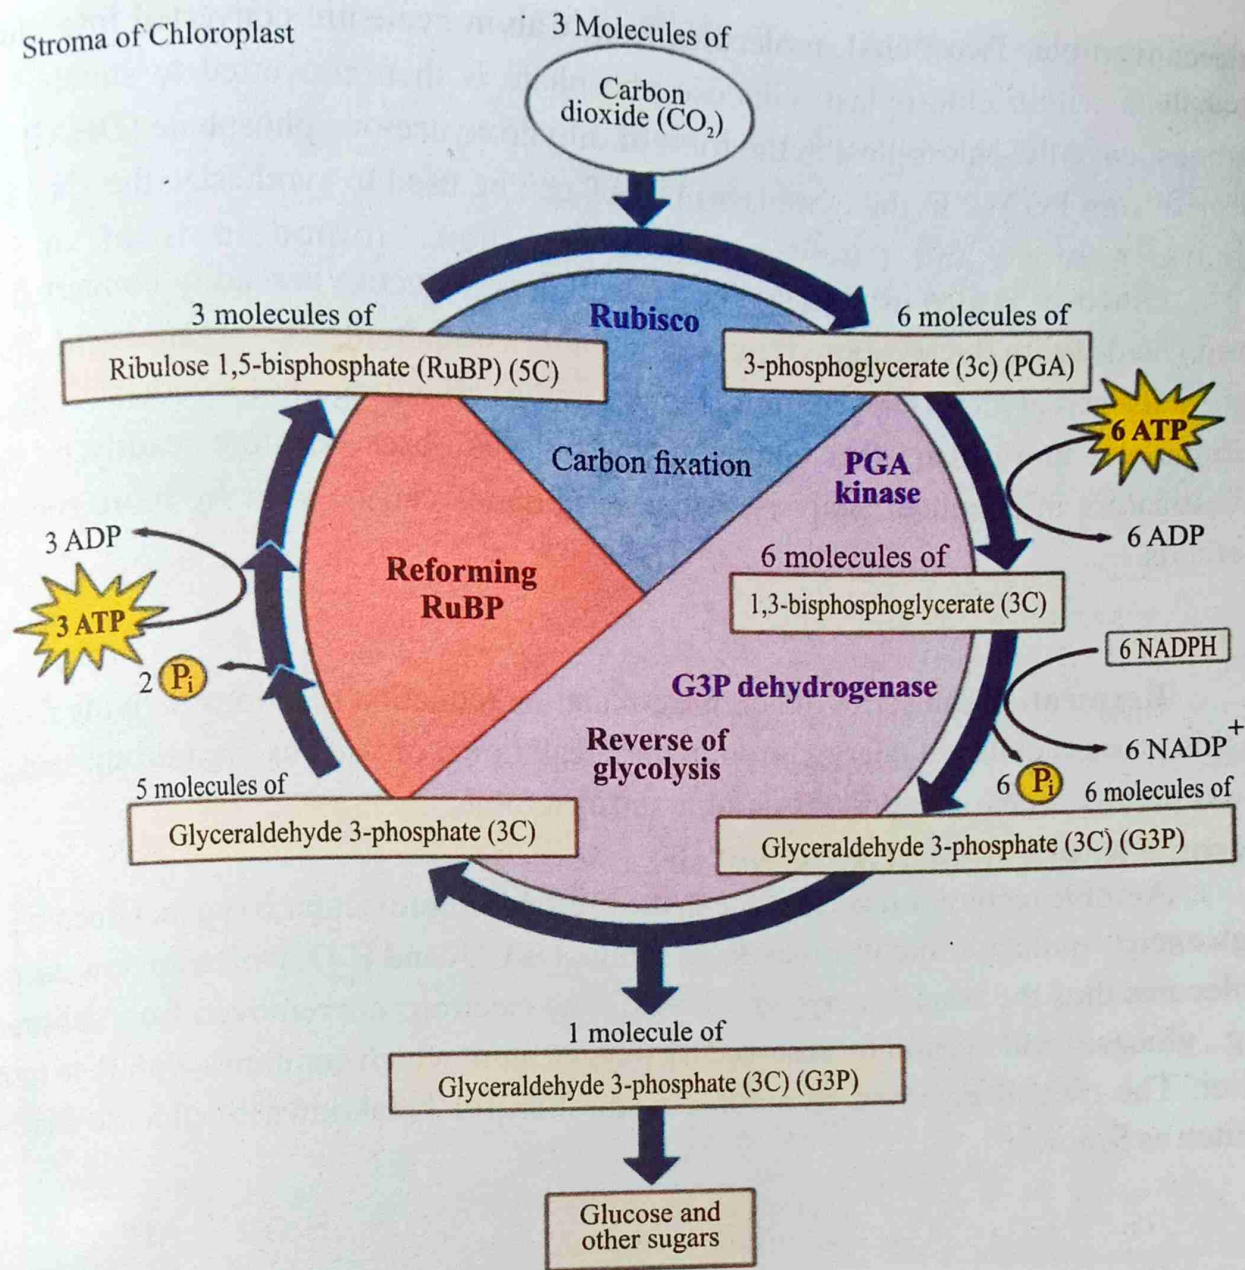 Stroma of Chloroplast
3 Molecules of
Carbon
dioxide (CO₂)
3 molecules of
Ribulose 1,5-bisphosphate (RuBP) (5C)
Rubisco
6 molecules of
3-phosphoglycerate (3c) (PGA)
Carbon fixation
PGA
kinase
6 ATP
6 ADP
3 ADP
3 ATP
2 Pᵢ
Reforming
RuBP
6 molecules of
1,3-bisphosphoglycerate (3C)
6 NADPH
G3P dehydrogenase
Reverse of
glycolysis
6 NADP⁺
6 Pᵢ
6 molecules of
Glyceraldehyde 3-phosphate (3C) (G3P)
5 molecules of
Glyceraldehyde 3-phosphate (3C)
1 molecule of
Glyceraldehyde 3-phosphate (3C) (G3P)
Glucose and
other sugars